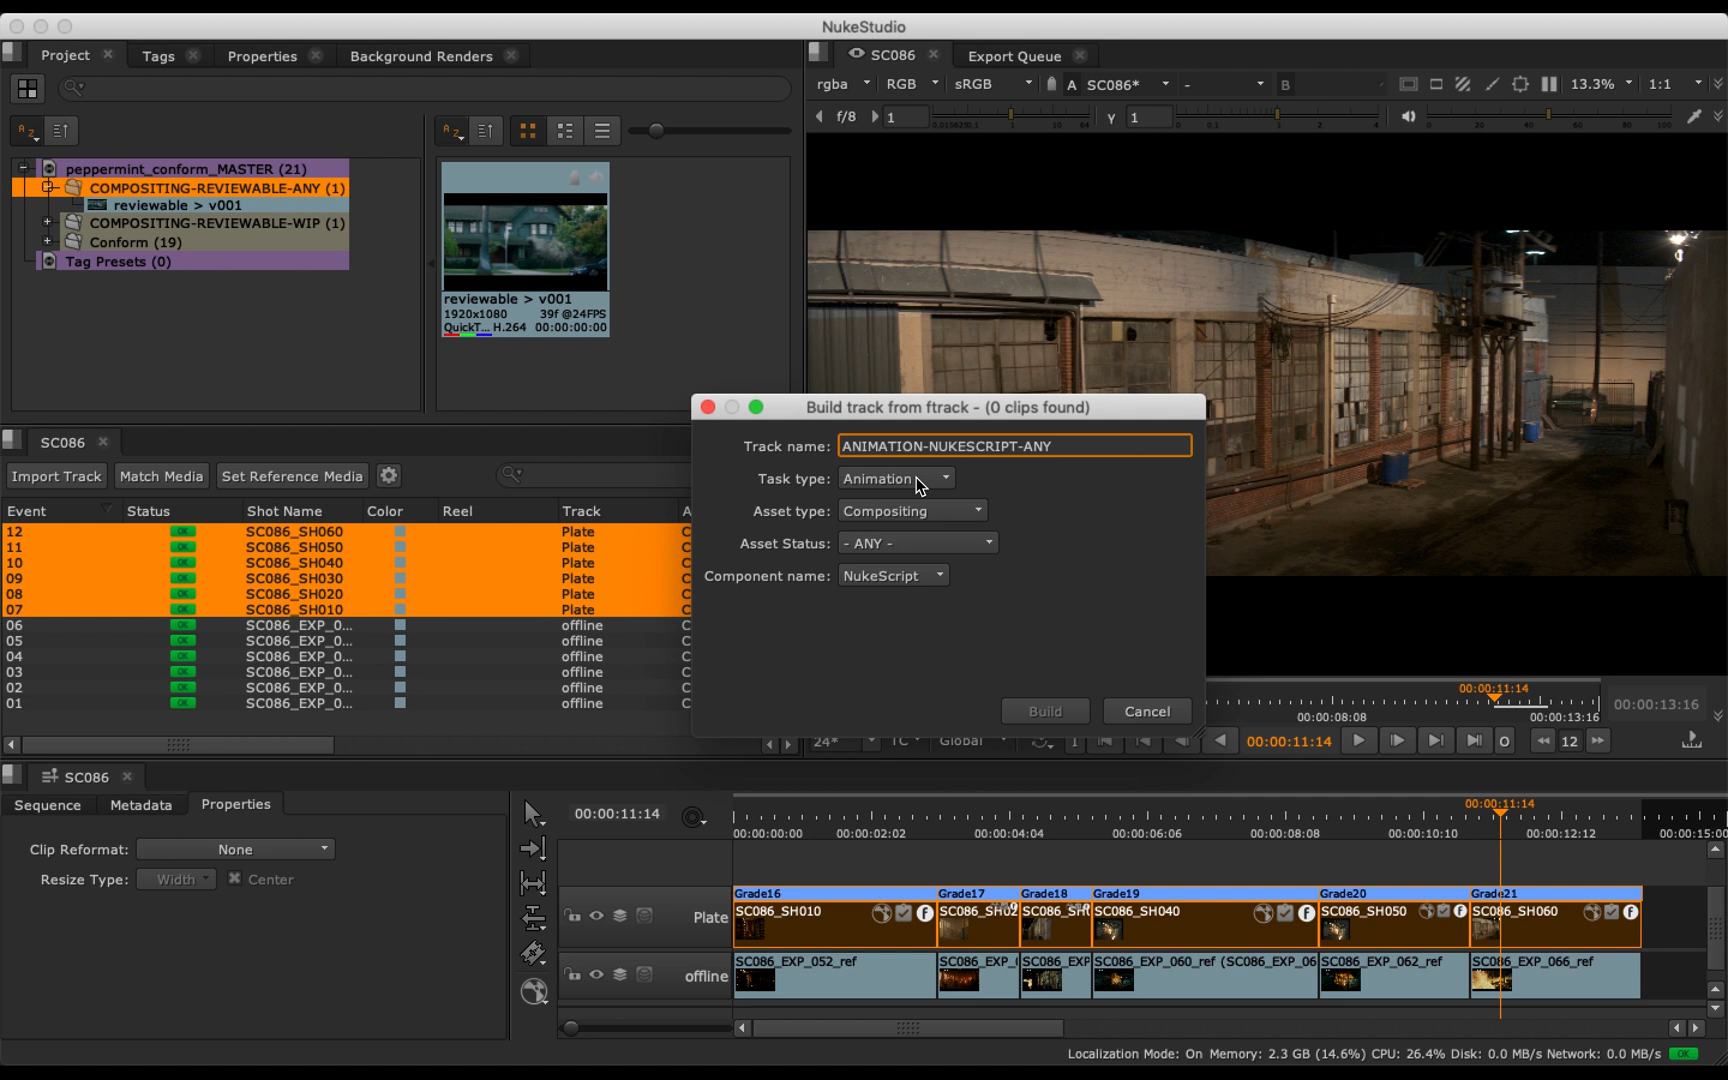 NukeStudio
Project
Tags
Properties
Background Renders
SC086
Export Queue
rgba
RGB
sRGB
A SC086*
-
B
13.3%
1:1
f/8
1
Y
1
peppermint_conform_MASTER (21)
COMPOSITING-REVIEWABLE-ANY (1)
reviewable > v001
COMPOSITING-REVIEWABLE-WIP (1)
Conform (19)
Tag Presets (0)
reviewable > v001
1920x1080 39f @24FPS
QuickT... H.264 00:00:00:00
Build track from ftrack - (0 clips found)
Track name: ANIMATION-NUKESCRIPT-ANY
Task type: Animation
Asset type: Compositing
Asset Status: - ANY -
Component name: NukeScript
Build
Cancel
SC086
Import Track
Match Media
Set Reference Media
Event Status Shot Name Color Reel Track A
12 OK SC086_SH060 Plate C
11 OK SC086_SH050 Plate C
10 OK SC086_SH040 Plate C
09 OK SC086_SH030 Plate C
08 OK SC086_SH020 Plate C
07 OK SC086_SH010 Plate C
06 OK SC086_EXP_0... offline C
05 OK SC086_EXP_0... offline C
04 OK SC086_EXP_0... offline C
03 OK SC086_EXP_0... offline C
02 OK SC086_EXP_0... offline C
01 OK SC086_EXP_0... offline C
00:00:11:14
00:00:08:08
00:00:13:16
00:00:13:16
24*
TC
Global
I
00:00:11:14
O
12
SC086
Sequence
Metadata
Properties
Clip Reformat: None
Resize Type: Width Center
00:00:11:14
00:00:11:14
00:00:00:00 00:00:02:02 00:00:04:04 00:00:06:06 00:00:08:08 00:00:10:10 00:00:12:12 00:00:15:00
Grade16 Grade17 Grade18 Grade19 Grade20 Grade21
Plate
SC086_SH010 SC086_SH02 SC086_SH0 SC086_SH040 SC086_SH050 SC086_SH060
offline
SC086_EXP_052_ref SC086_EXP_ SC086_EXP SC086_EXP_060_ref (SC086_EXP_06 SC086_EXP_062_ref SC086_EXP_066_ref
Localization Mode: On Memory: 2.3 GB (14.6%) CPU: 26.4% Disk: 0.0 MB/s Network: 0.0 MB/s OK